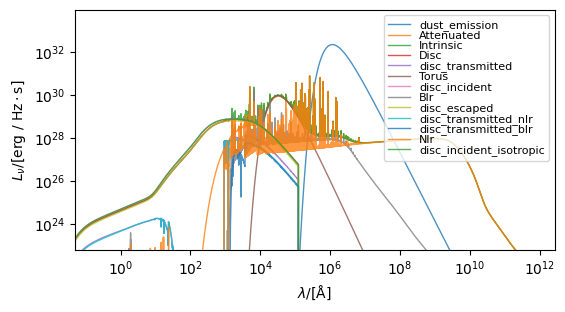 10^32
10^30
10^28
10^26
10^24
L_ν/[erg / Hz · s]
10^0
10^2
10^4
10^6
10^8
10^10
10^12
λ/[Å]
dust_emission
Attenuated
Intrinsic
Disc
disc_transmitted
Torus
disc_incident
Blr
disc_escaped
disc_transmitted_nlr
disc_transmitted_blr
Nlr
disc_incident_isotropic